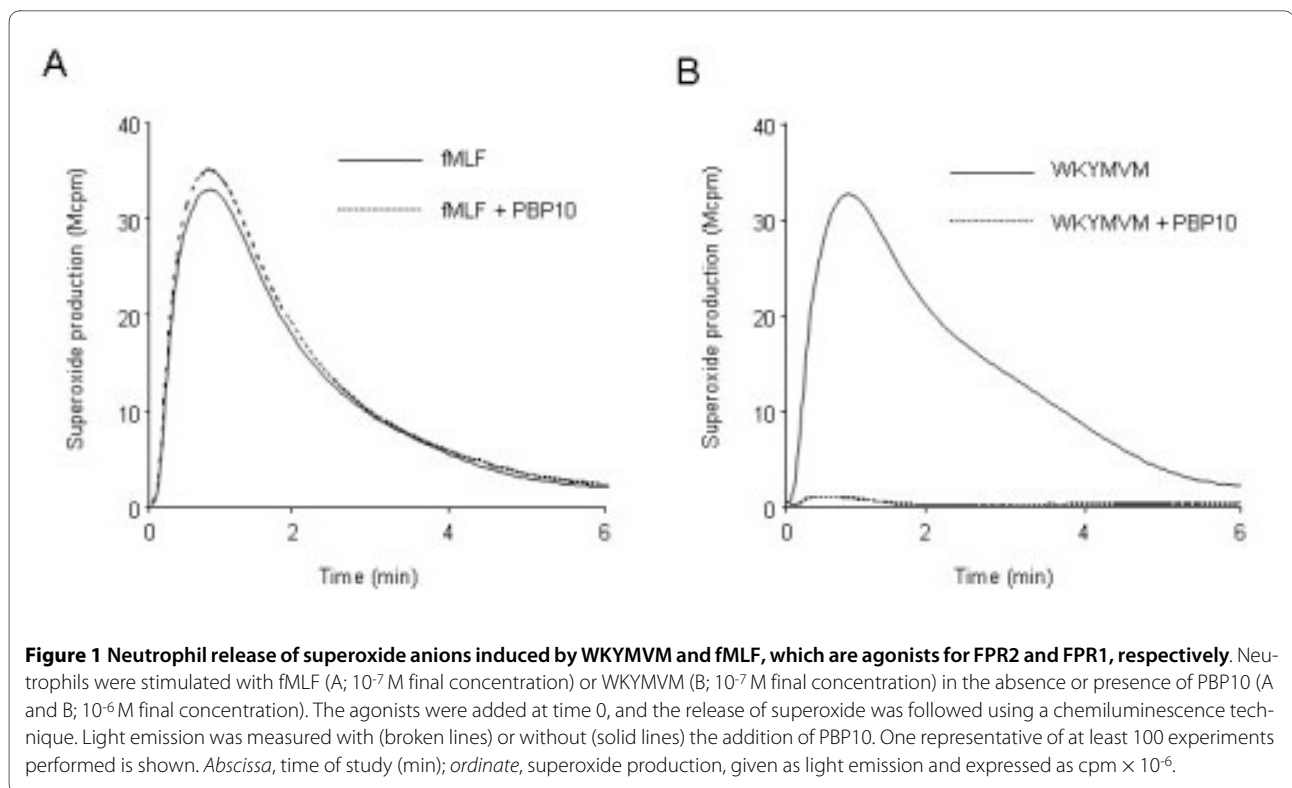 A
B
40
30
20
10
0
Superoxide production (Mcpm)
fMLF
fMLF + PBP10
0 2 4 6
Time (min)
40
30
20
10
0
Superoxide production (Mcpm)
WKYMVM
WKYMVM + PBP10
0 2 4 6
Time (min)
Figure 1 Neutrophil release of superoxide anions induced by WKYMVM and fMLF, which are agonists for FPR2 and FPR1, respectively. Neu-
trophils were stimulated with fMLF (A; 10⁻⁷ M final concentration) or WKYMVM (B; 10⁻⁷ M final concentration) in the absence or presence of PBP10 (A
and B; 10⁻⁶ M final concentration). The agonists were added at time 0, and the release of superoxide was followed using a chemiluminescence tech-
nique. Light emission was measured with (broken lines) or without (solid lines) the addition of PBP10. One representative of at least 100 experiments
performed is shown. Abscissa, time of study (min); ordinate, superoxide production, given as light emission and expressed as cpm × 10⁻⁶.